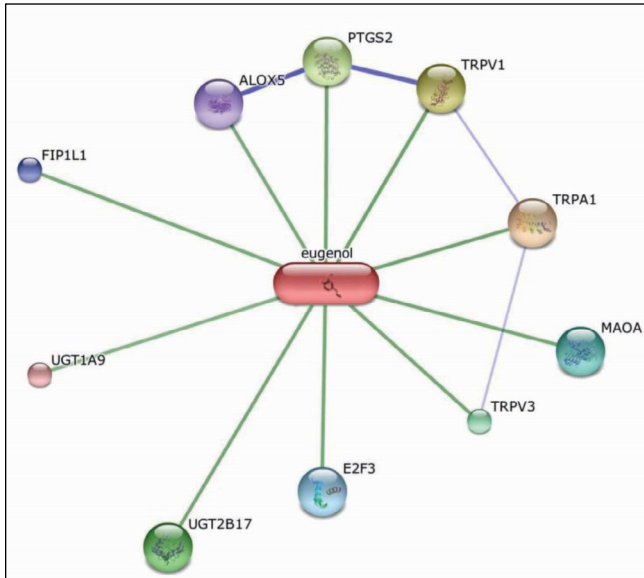 PTGS2
ALOX5
TRPV1
FIP1L1
TRPA1
eugenol
MAOA
UGT1A9
TRPV3
E2F3
UGT2B17